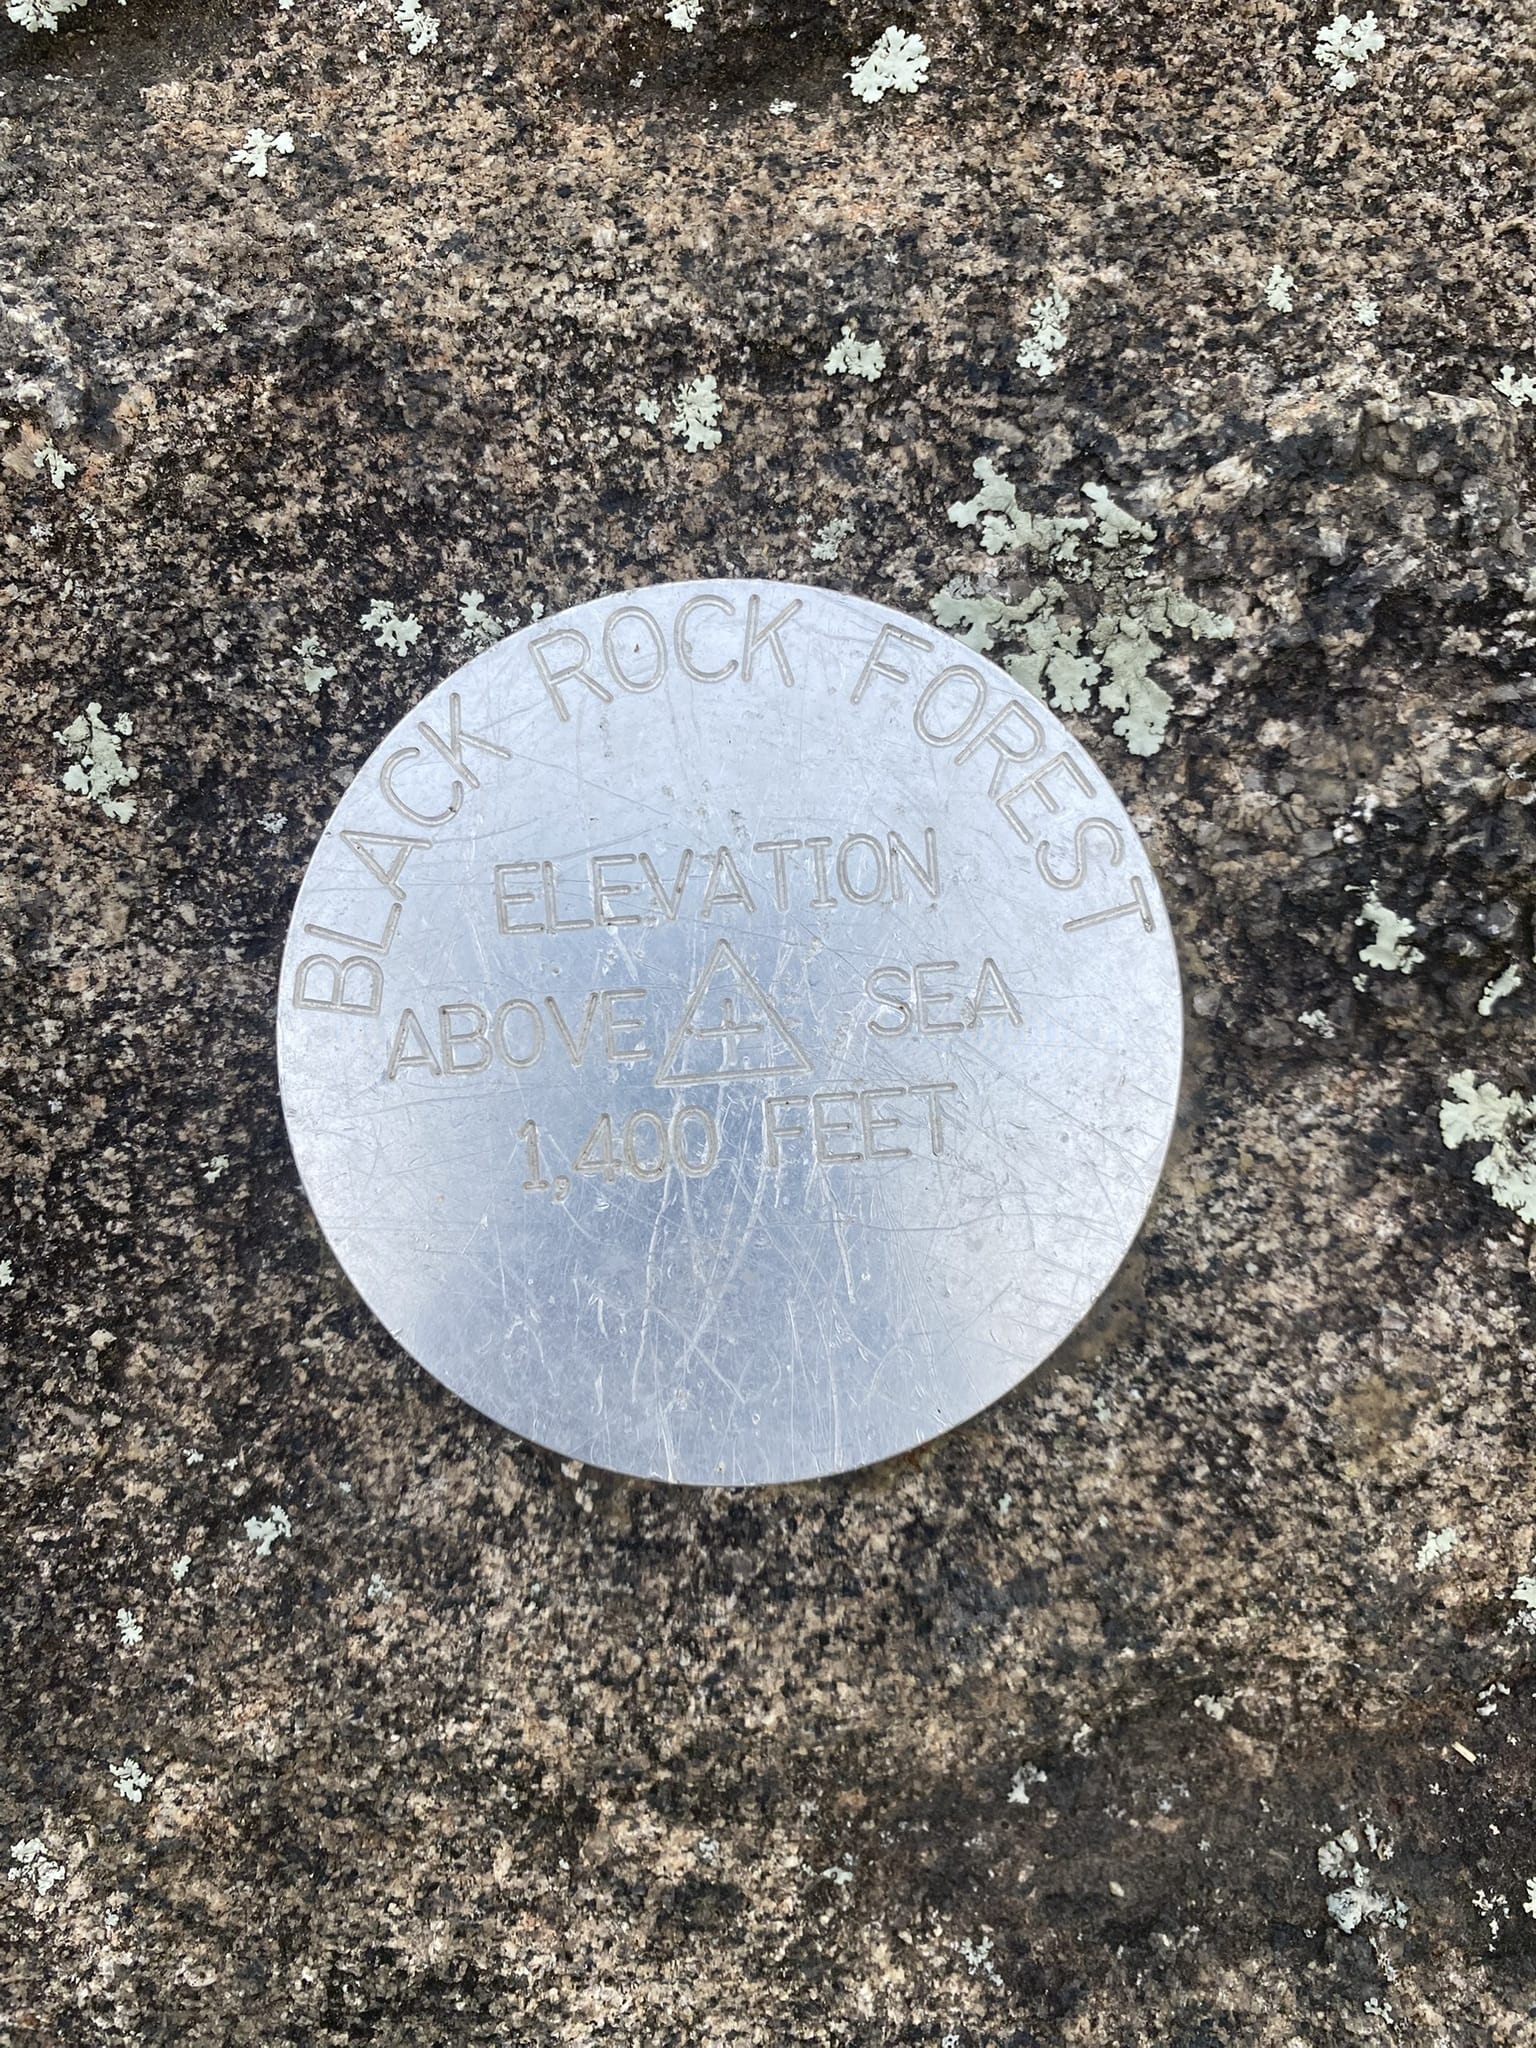 BLACK ROCK FOREST
ELEVATION
ABOVE SEA
1,400 FEET